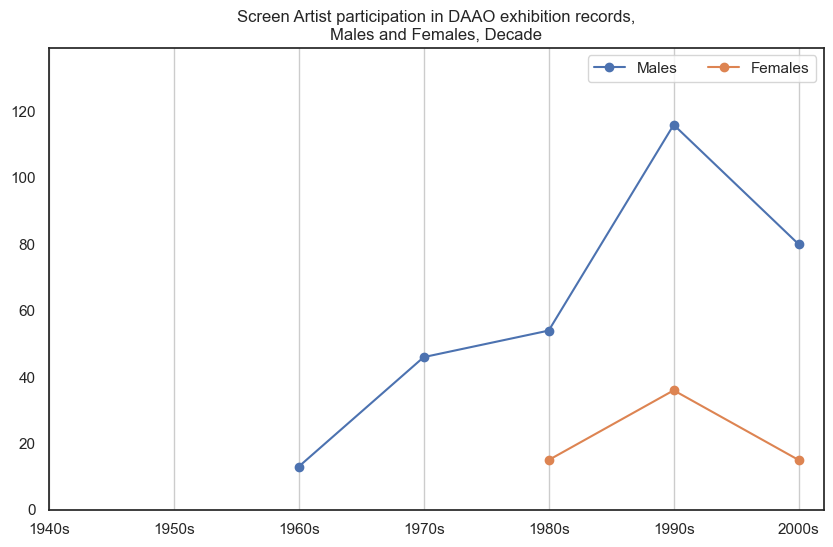 Screen Artist participation in DAAO exhibition records,
Males and Females, Decade
Males
Females
120
100
80
60
40
20
0
1940s
1950s
1960s
1970s
1980s
1990s
2000s